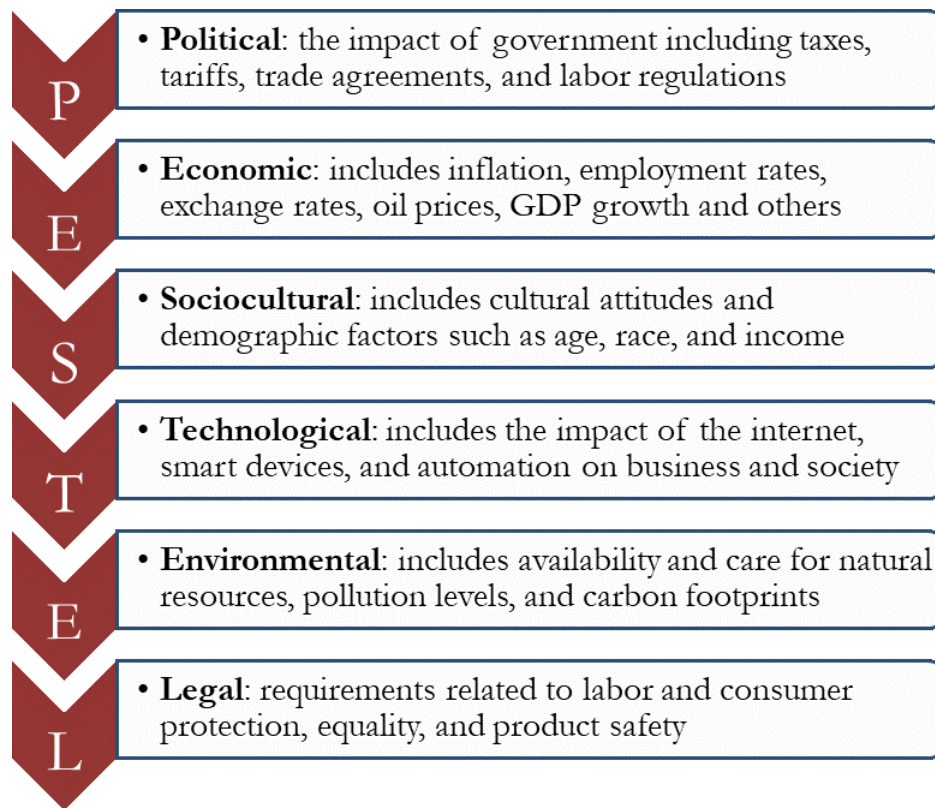 P
• Political: the impact of government including taxes,
tariffs, trade agreements, and labor regulations
E
• Economic: includes inflation, employment rates,
exchange rates, oil prices, GDP growth and others
S
• Sociocultural: includes cultural attitudes and
demographic factors such as age, race, and income
T
• Technological: includes the impact of the internet,
smart devices, and automation on business and society
E
• Environmental: includes availability and care for natural
resources, pollution levels, and carbon footprints
L
• Legal: requirements related to labor and consumer
protection, equality, and product safety